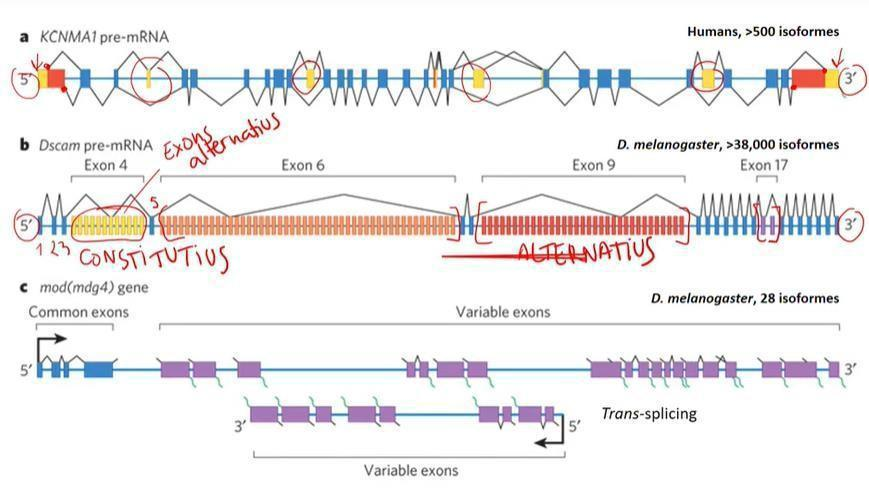 a KCNMA1 pre-mRNA
Humans, >500 isoformes
5′ 3′
b Dscam pre-mRNA
Exons
alternatius
D. melanogaster, >38,000 isoformes
Exon 4 Exon 6 Exon 9 Exon 17
5
5′ 3′
1 2 3 CONSTITUTIUS ALTERNATIUS
c mod(mdg4) gene
D. melanogaster, 28 isoformes
Common exons Variable exons
5′ 3′
3′ 5′ Trans-splicing
Variable exons